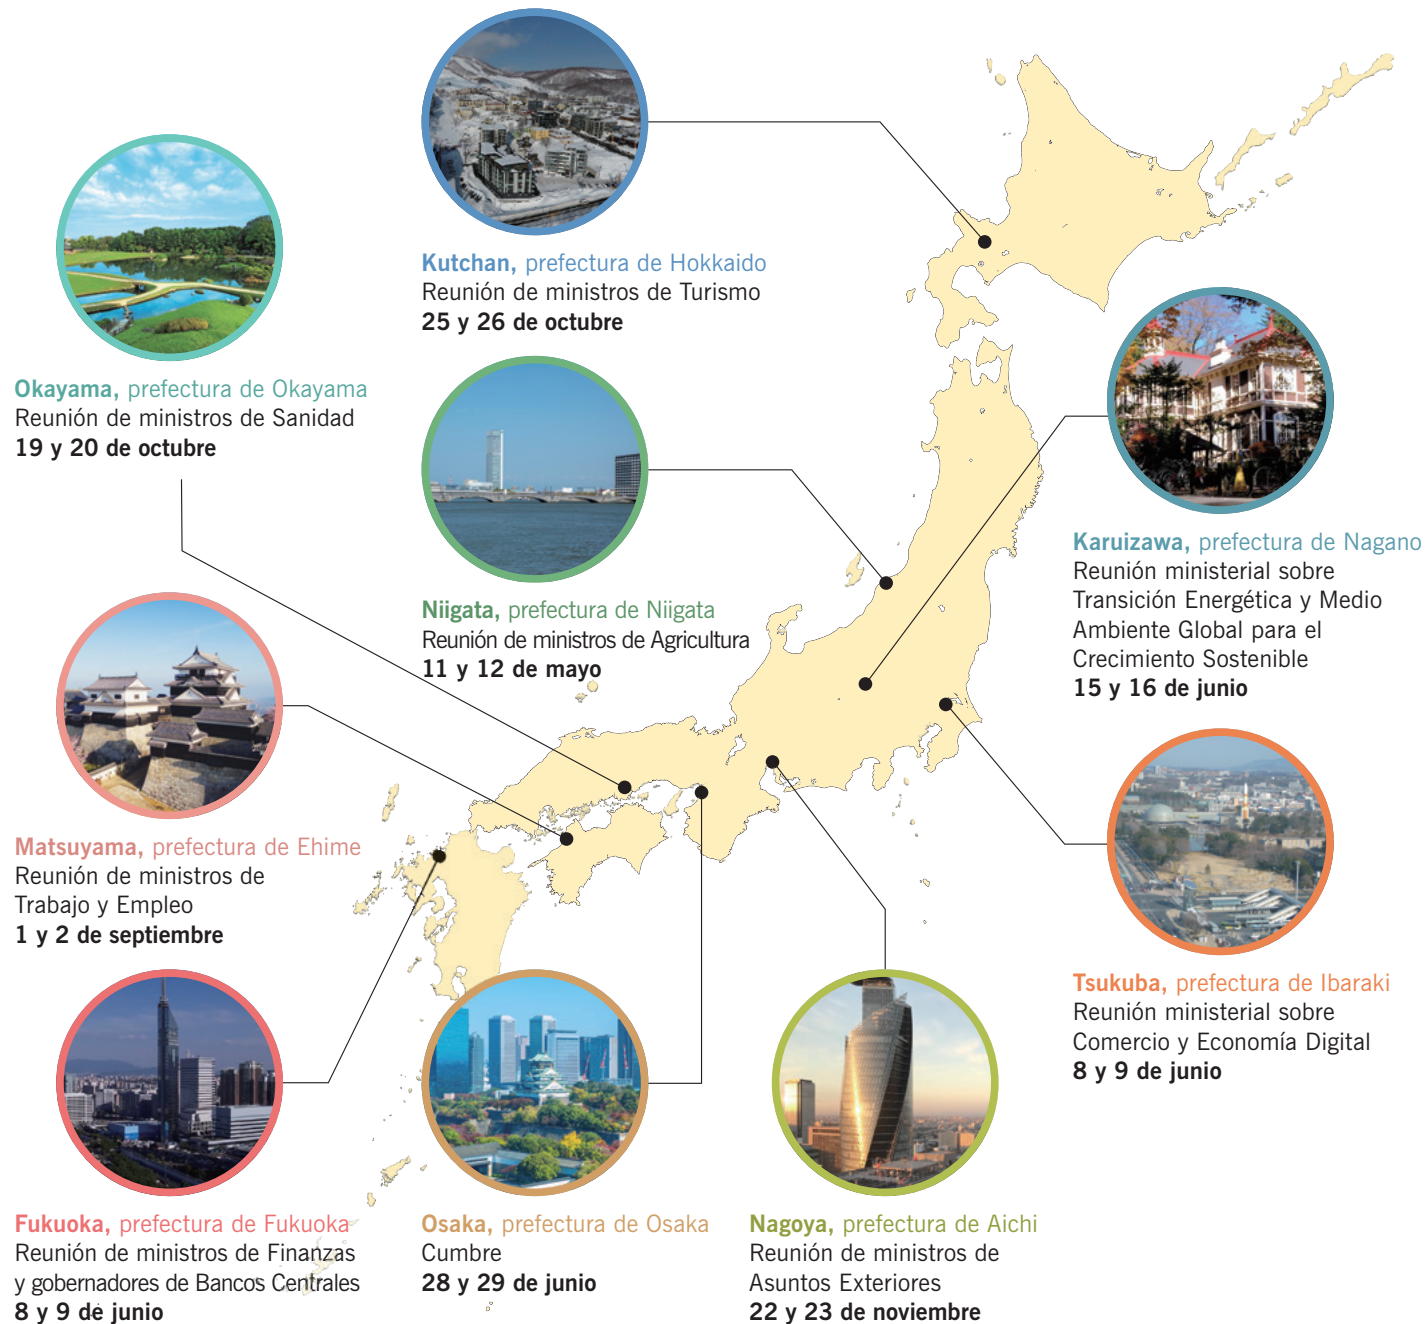 Kutchan, prefectura de Hokkaido
Reunión de ministros de Turismo
25 y 26 de octubre
Okayama, prefectura de Okayama
Reunión de ministros de Sanidad
19 y 20 de octubre
Niigata, prefectura de Niigata
Reunión de ministros de Agricultura
11 y 12 de mayo
Karuizawa, prefectura de Nagano
Reunión ministerial sobre
Transición Energética y Medio
Ambiente Global para el
Crecimiento Sostenible
15 y 16 de junio
Matsuyama, prefectura de Ehime
Reunión de ministros de
Trabajo y Empleo
1 y 2 de septiembre
Tsukuba, prefectura de Ibaraki
Reunión ministerial sobre
Comercio y Economía Digital
8 y 9 de junio
Fukuoka, prefectura de Fukuoka
Reunión de ministros de Finanzas
y gobernadores de Bancos Centrales
8 y 9 de junio
Osaka, prefectura de Osaka
Cumbre
28 y 29 de junio
Nagoya, prefectura de Aichi
Reunión de ministros de
Asuntos Exteriores
22 y 23 de noviembre